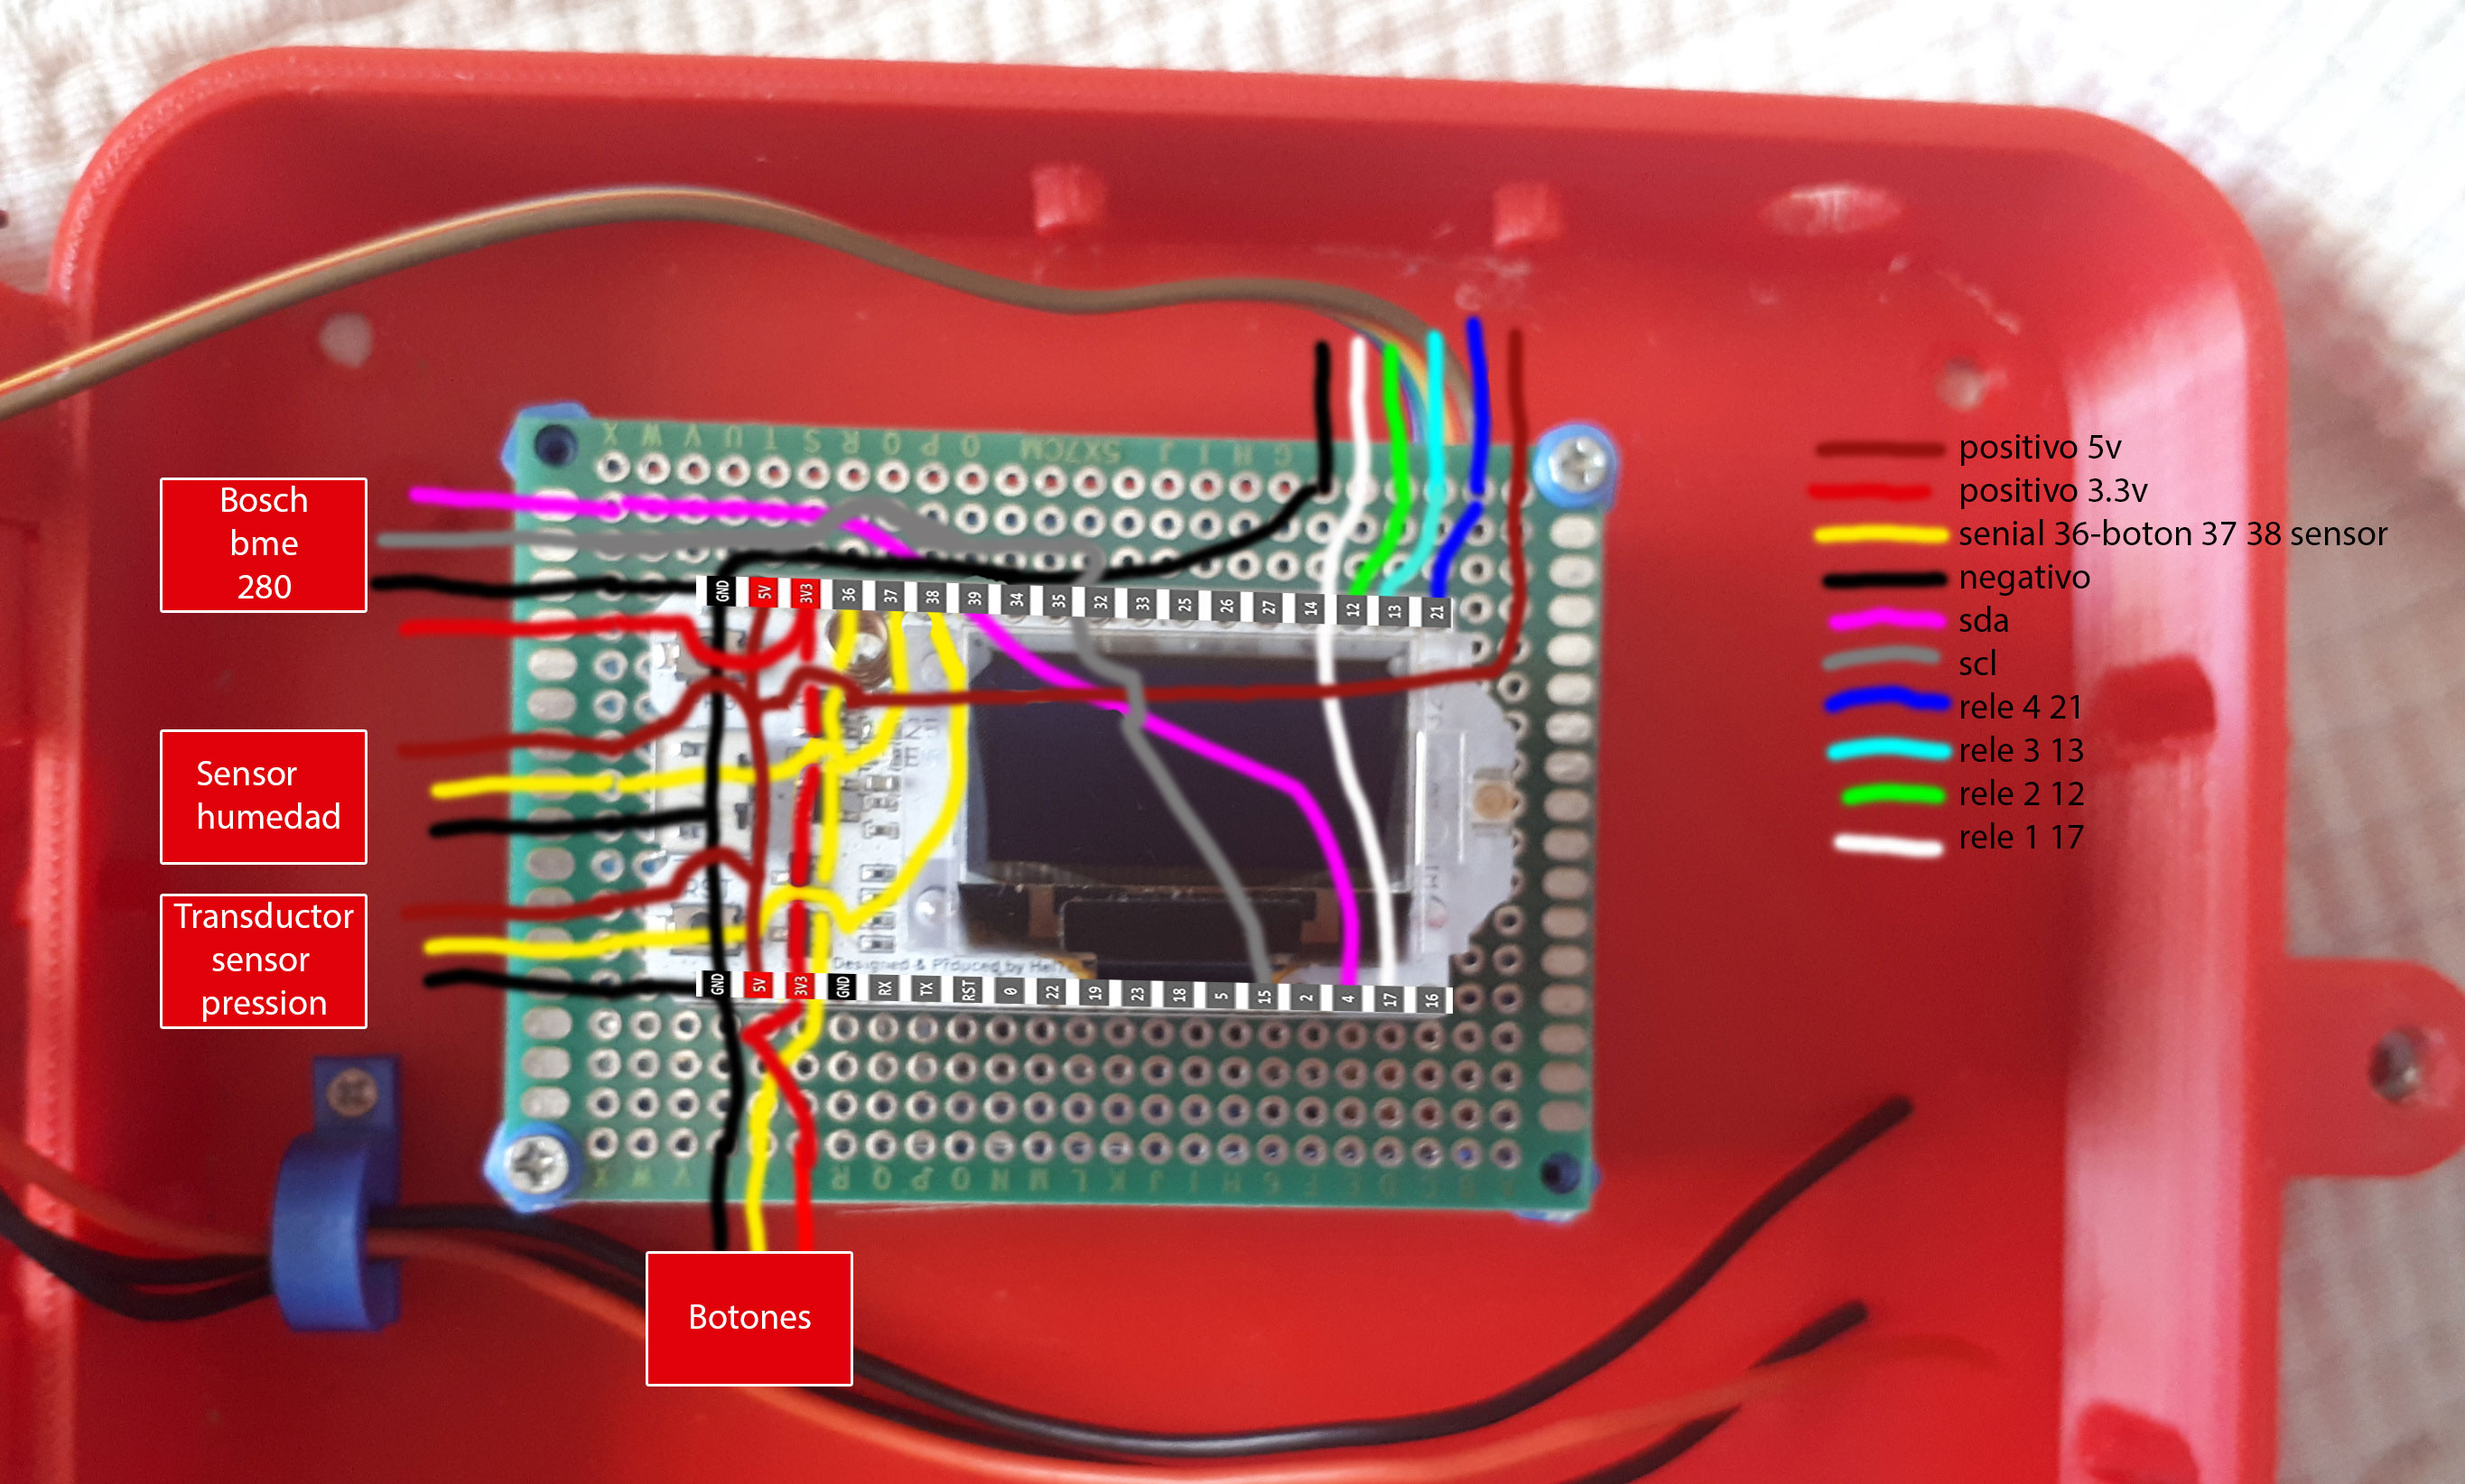 X W V U T S R Q P O 5X7CM J I H G
Bosch
bme
280
GND 5V 3V3 36 37 38 39 34 35 32 33 25 26 27 14 12 13 21
Sensor
humedad
Transductor
sensor
pression
RST
Designed & Produced by Hel
GND 5V 3V3 GND RX TX RST 0 22 19 23 18 5 15 2 4 17 16
X W V R Q P O N M L K J I H G F E D C B A
Botones
positivo 5v
positivo 3.3v
senial 36-boton 37 38 sensor
negativo
sda
scl
rele 4 21
rele 3 13
rele 2 12
rele 1 17